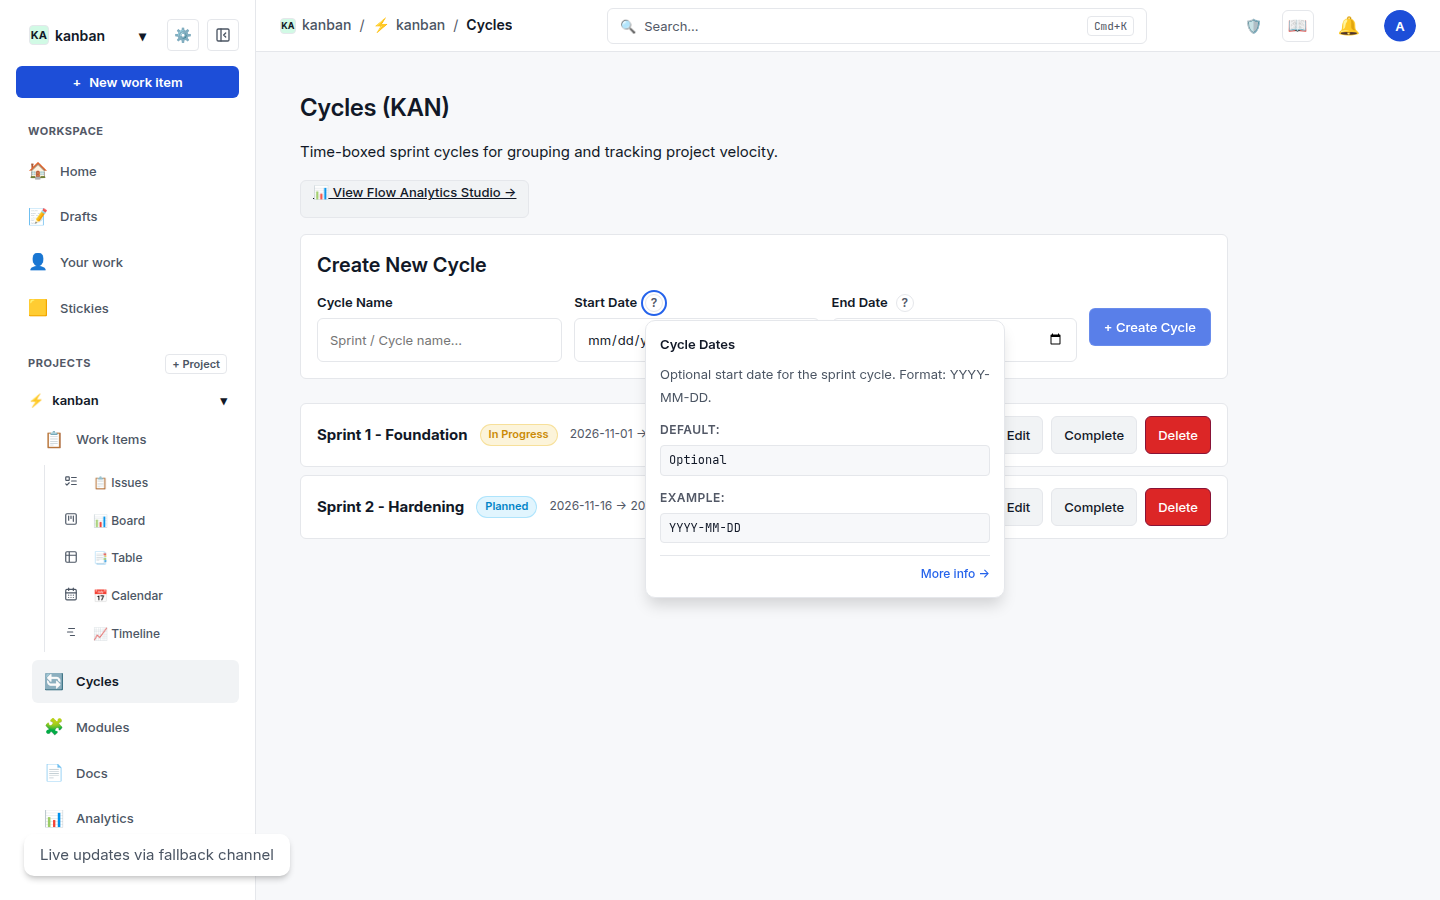 KA kanban ▾
+ New work item
WORKSPACE
Home
Drafts
Your work
Stickies
PROJECTS
+ Project
kanban ▾
Work Items
Issues
Board
Table
Calendar
Timeline
Cycles
Modules
Docs
Analytics
Live updates via fallback channel
KA kanban / kanban / Cycles
Search...
Cmd+K
A
Cycles (KAN)
Time-boxed sprint cycles for grouping and tracking project velocity.
View Flow Analytics Studio →
Create New Cycle
Cycle Name
Start Date ?
End Date ?
Sprint / Cycle name...
mm/dd/y
+ Create Cycle
Cycle Dates
Optional start date for the sprint cycle. Format: YYYY-
MM-DD.
DEFAULT:
Optional
EXAMPLE:
YYYY-MM-DD
More info →
Sprint 1 - Foundation In Progress 2026-11-01 → Edit Complete Delete
Sprint 2 - Hardening Planned 2026-11-16 → 20 Edit Complete Delete